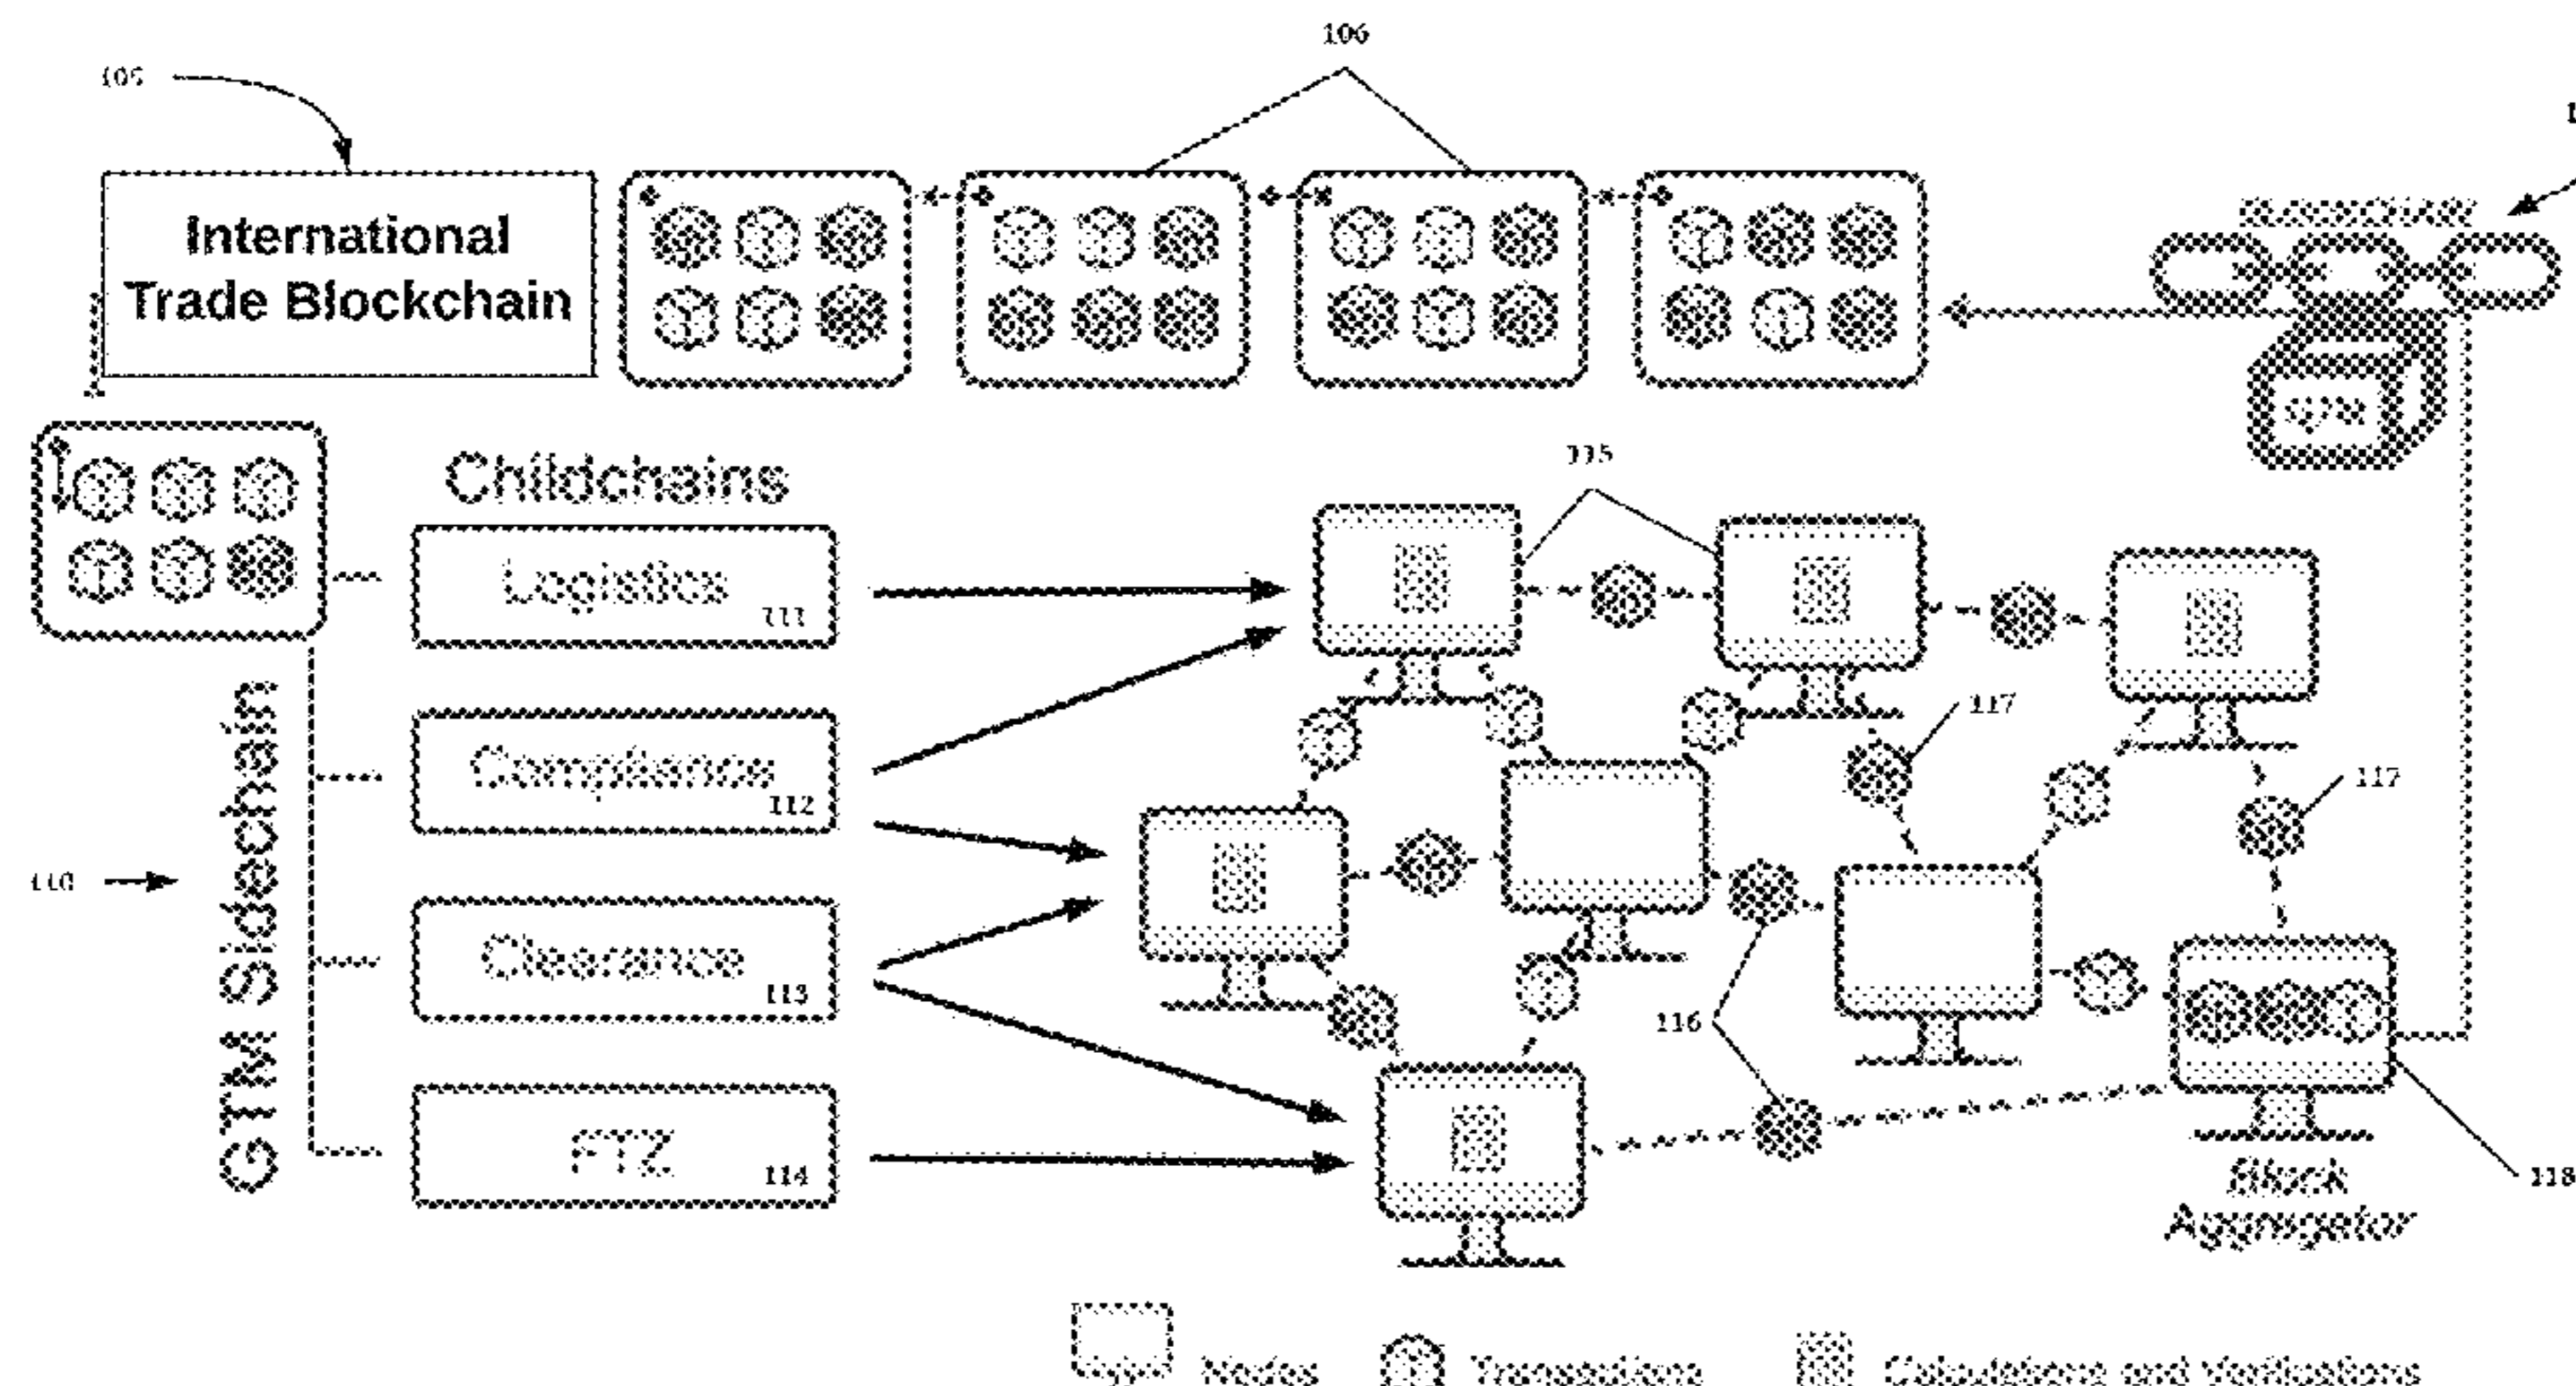 106
105
International
Trade Blockchain
Childchains
115
Logistics
111
117
Compliance
112
117
GTM Sidechain
110
Clearance
113
116
FTZ
114
118
Block
Aggregator
Nodes
Transactions
Calculations and Verifications